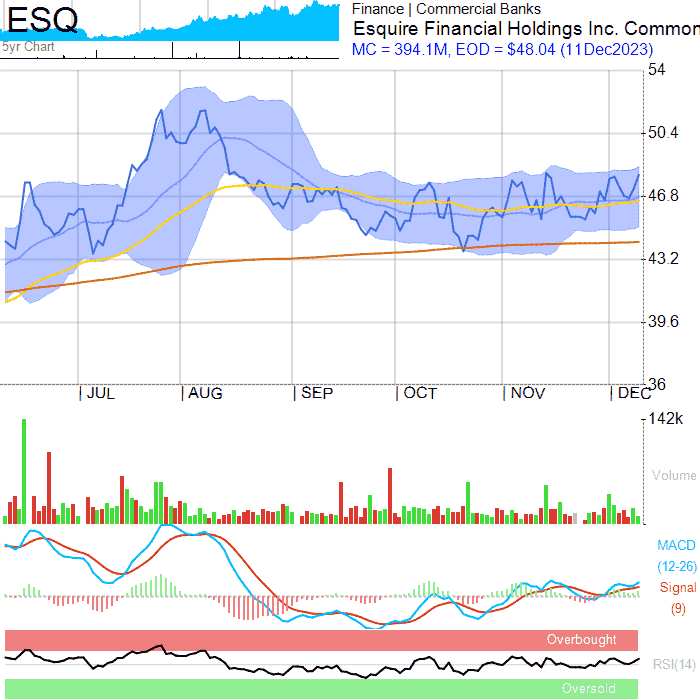 ESQ
5yr Chart
Finance | Commercial Banks
Esquire Financial Holdings Inc. Common
MC = 394.1M, EOD = $48.04 (11Dec2023)
54
50.4
46.8
43.2
39.6
36
JUL
AUG
SEP
OCT
NOV
DEC
142k
Volume
MACD
(12-26)
Signal
(9)
Overbought
RSI(14)
Oversold